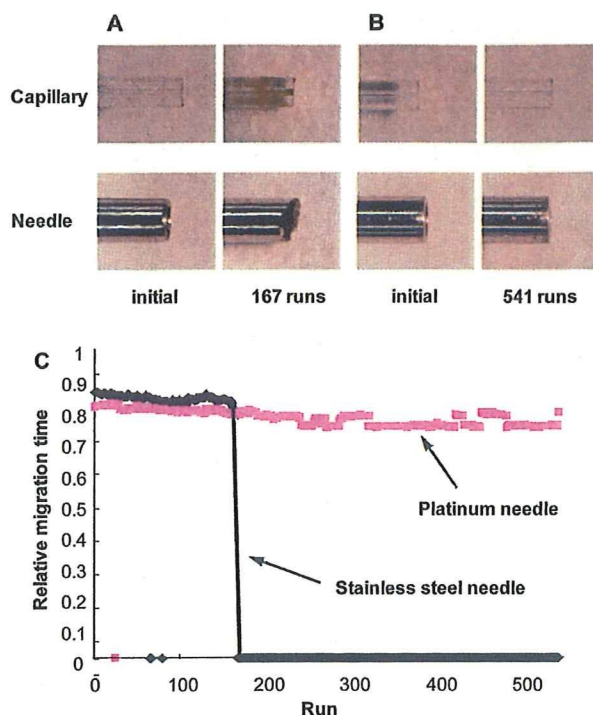 A B
Capillary
Needle
initial 167 runs initial 541 runs
C
Relative migration time
1
0.9
0.8
0.7
0.6
0.5
0.4
0.3
0.2
0.1
0
Platinum needle
Stainless steel needle
0 100 200 300 400 500
Run